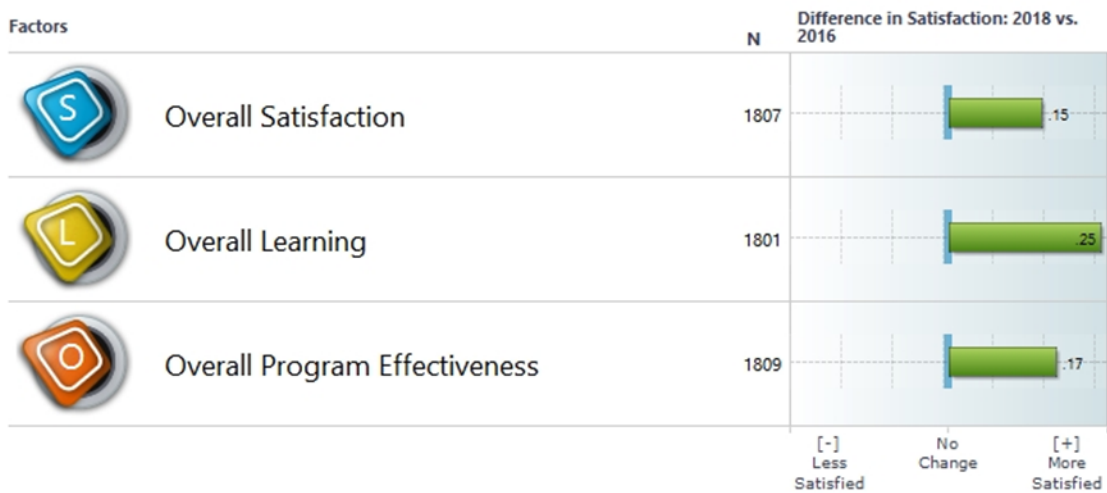 Factors
N
Difference in Satisfaction: 2018 vs.
2016
S
Overall Satisfaction
1807
.15
L
Overall Learning
1801
.25
O
Overall Program Effectiveness
1809
.17
[-]
Less
Satisfied
No
Change
[+]
More
Satisfied